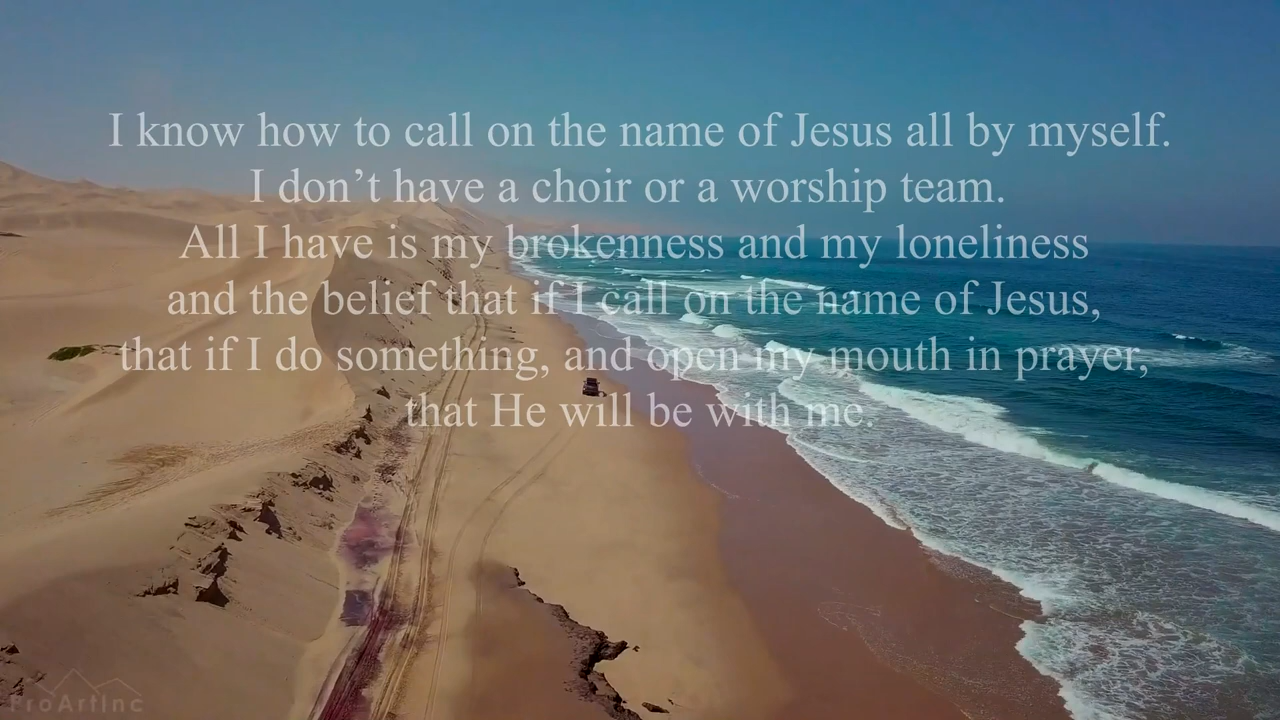 I know how to call on the name of Jesus all by myself.
I don’t have a choir or a worship team.
All I have is my brokenness and my loneliness
and the belief that if I call on the name of Jesus,
that if I do something, and open my mouth in prayer,
that He will be with me.
ProArtInc